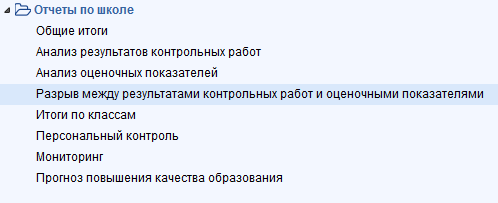 Отчеты по школе
Общие итоги
Анализ результатов контрольных работ
Анализ оценочных показателей
Разрыв между результатами контрольных работ и оценочными показателями
Итоги по классам
Персональный контроль
Мониторинг
Прогноз повышения качества образования